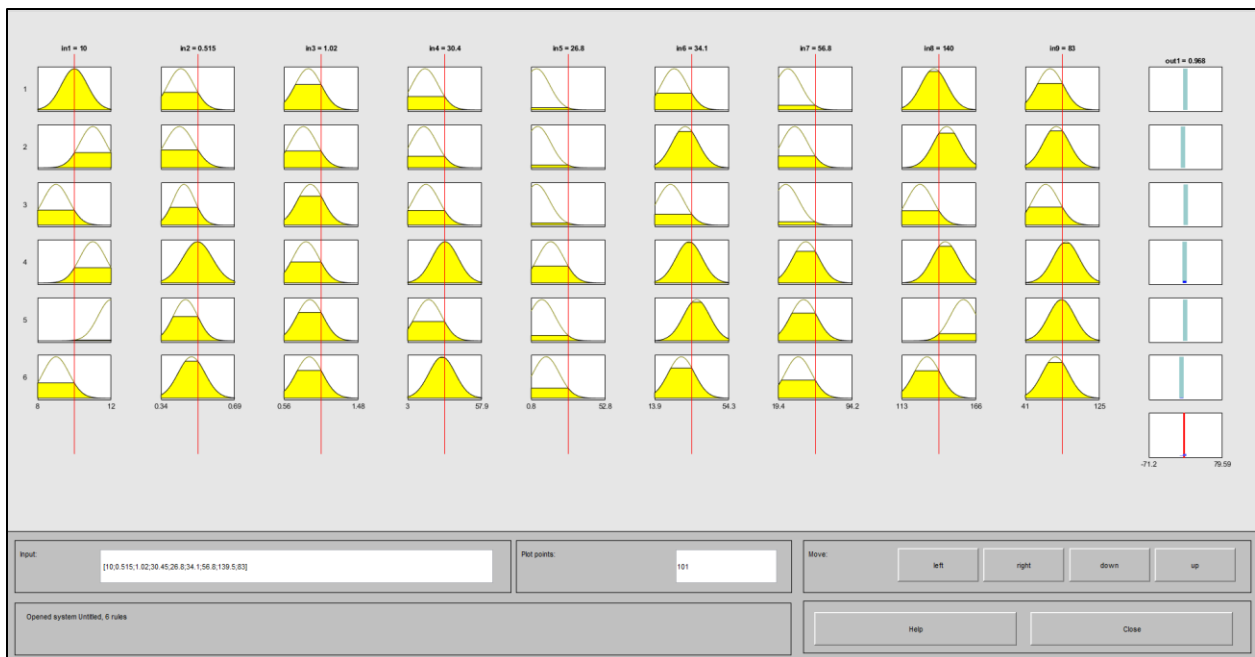 in1 = 10 in2 = 0.515 in3 = 1.02 in4 = 30.4 in5 = 26.8 in6 = 34.1 in7 = 56.8 in8 = 140 in9 = 83
out1 = 0.968
1
2
3
4
5
6
8 12 0.34 0.69 0.56 1.48 3 57.9 0.8 52.8 13.9 54.3 19.4 94.2 113 166 41 125
-71.2 79.59
Input:
[10;0.515;1.02;30.45;26.8;34.1;56.8;139.5;83]
Plot points:
101
Move:
left right down up
Opened system Untitled, 6 rules
Help Close